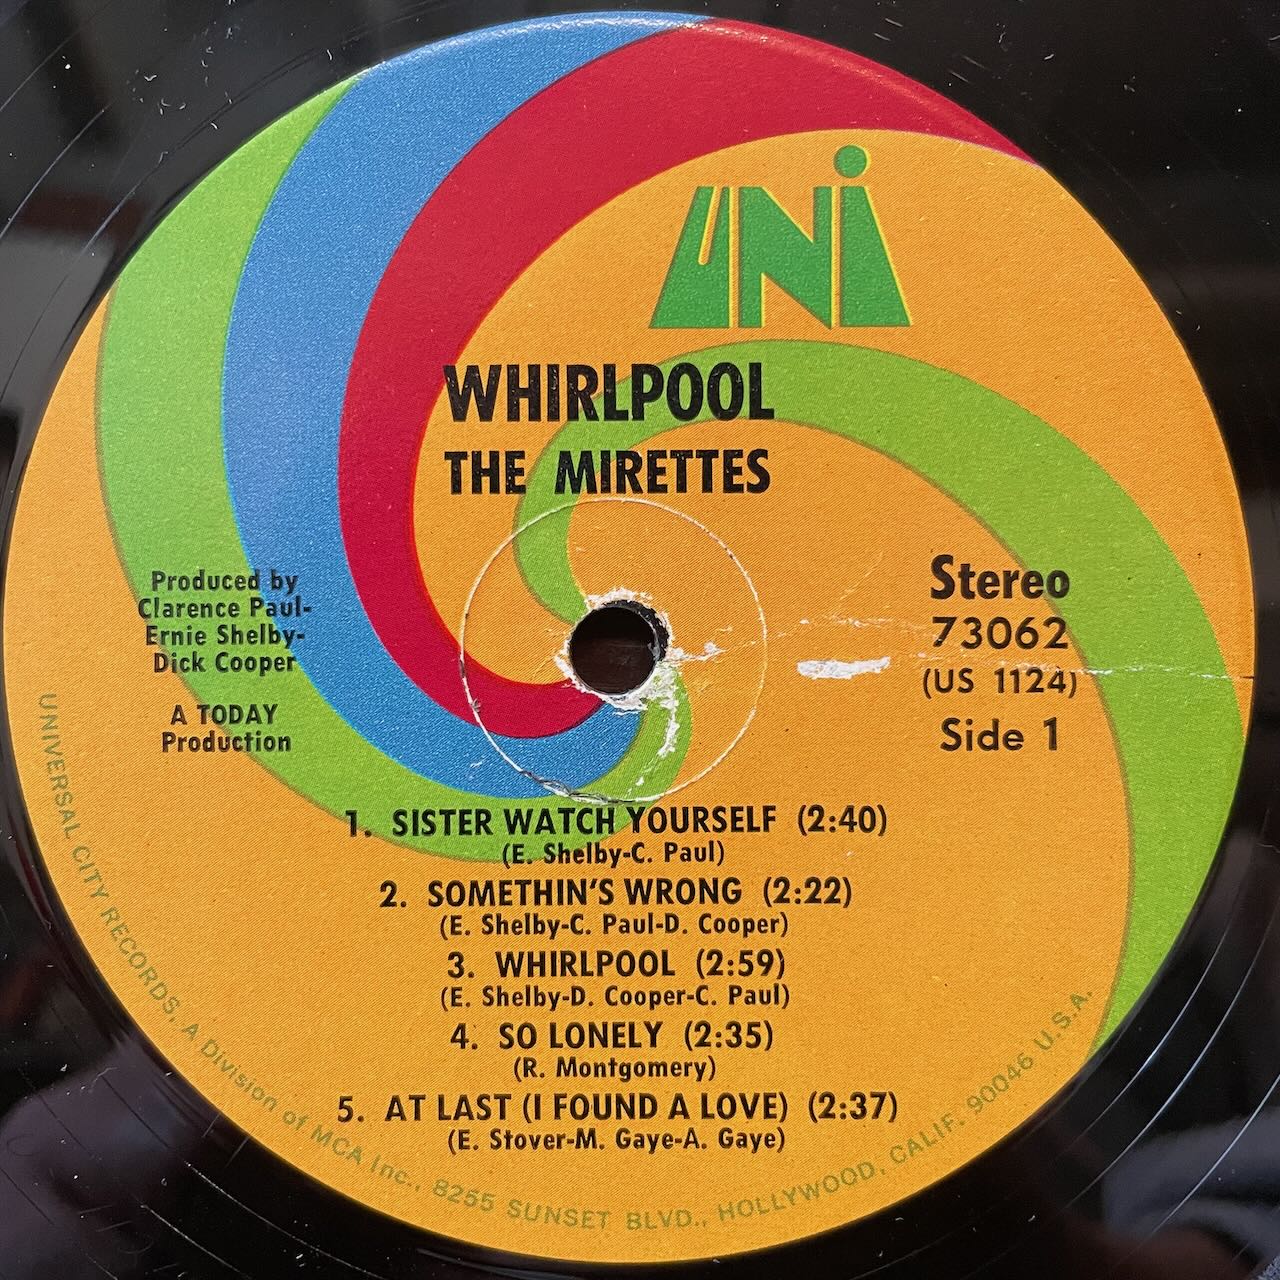 UNI
WHIRLPOOL
THE MIRETTES
Produced by
Clarence Paul-
Ernie Shelby-
Dick Cooper
A TODAY
Production
Stereo
73062
(US 1124)
Side 1
1. SISTER WATCH YOURSELF (2:40)
(E. Shelby-C. Paul)
2. SOMETHIN'S WRONG (2:22)
(E. Shelby-C. Paul-D. Cooper)
3. WHIRLPOOL (2:59)
(E. Shelby-D. Cooper-C. Paul)
4. SO LONELY (2:35)
(R. Montgomery)
5. AT LAST (I FOUND A LOVE) (2:37)
(E. Stover-M. Gaye-A. Gaye)
UNIVERSAL CITY RECORDS, A Division of MCA Inc., 8255 SUNSET BLVD., HOLLYWOOD, CALIF. 90046 U.S.A.